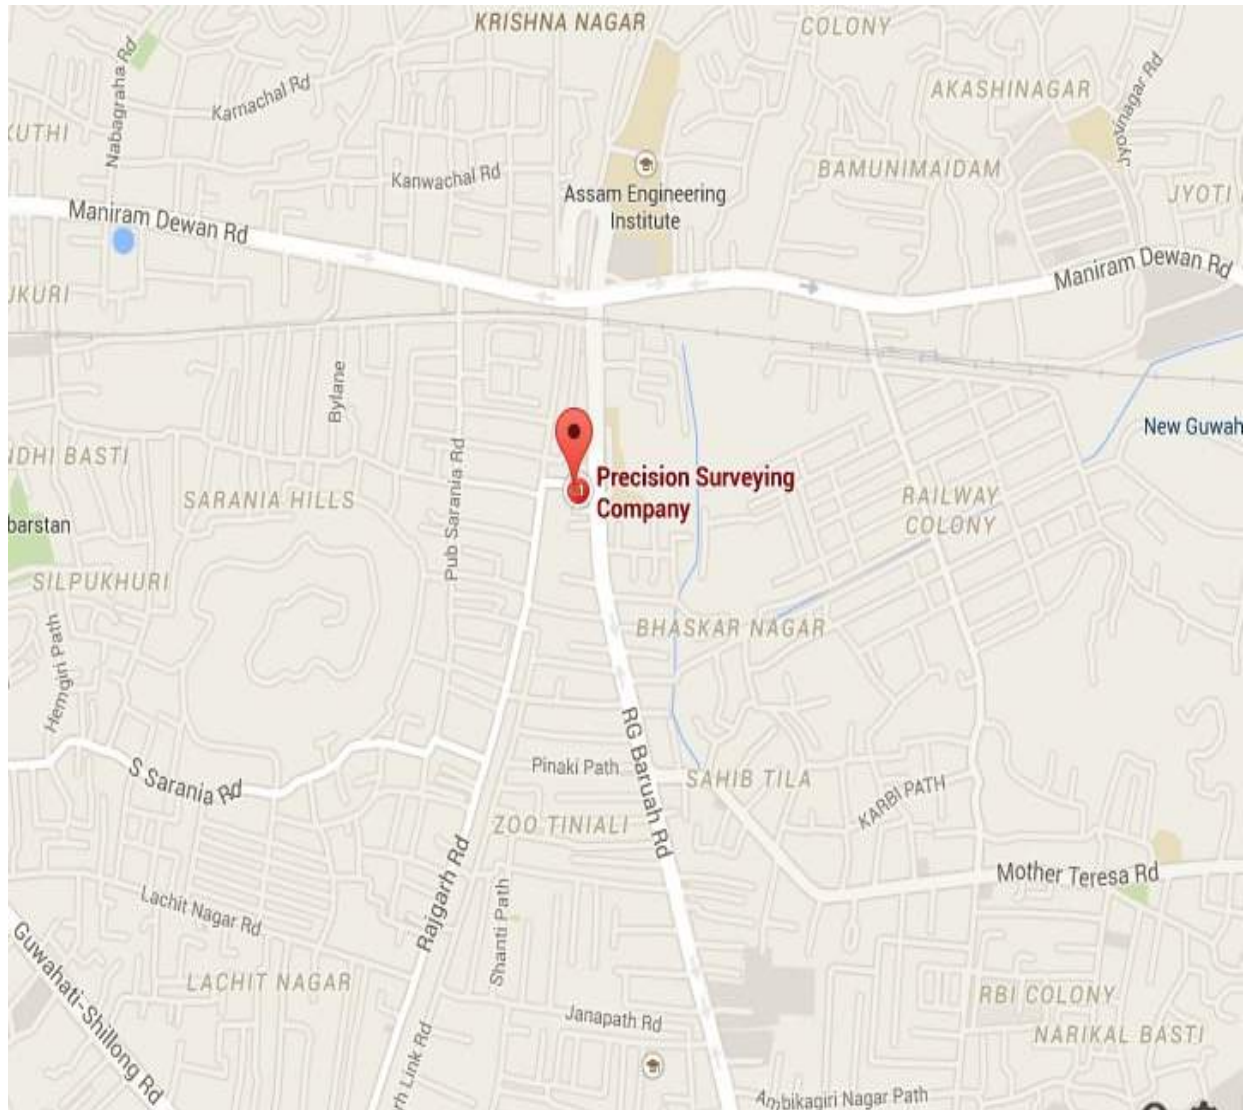 KRISHNA NAGAR
COLONY
Nabagraha Rd
Karnachal Rd
AKASHINAGAR
Jyotinagar Rd
KUTHI
Kanwachal Rd
Assam Engineering
Institute
BAMUNIMAIDAM
JYOTI
Maniram Dewan Rd
Maniram Dewan Rd
JKURI
Bylane
New Guwah
NDHI BASTI
Pub Sarania Rd
Precision Surveying
Company
SARANIA HILLS
RAILWAY
COLONY
barstan
SILPUKHURI
BHASKAR NAGAR
Hemgiri Path
RG Baruah Rd
S Sarania Rd
Pinaki Path
SAHIB TILA
KARBI PATH
ZOO TINIALI
Mother Teresa Rd
Rajgarh Rd
Lachit Nagar Rd
Shanti Path
Guwahati-Shillong Rd
LACHIT NAGAR
RBI COLONY
Janapath Rd
NARIKAL BASTI
rh Link Rd
Ambikagiri Nagar Path